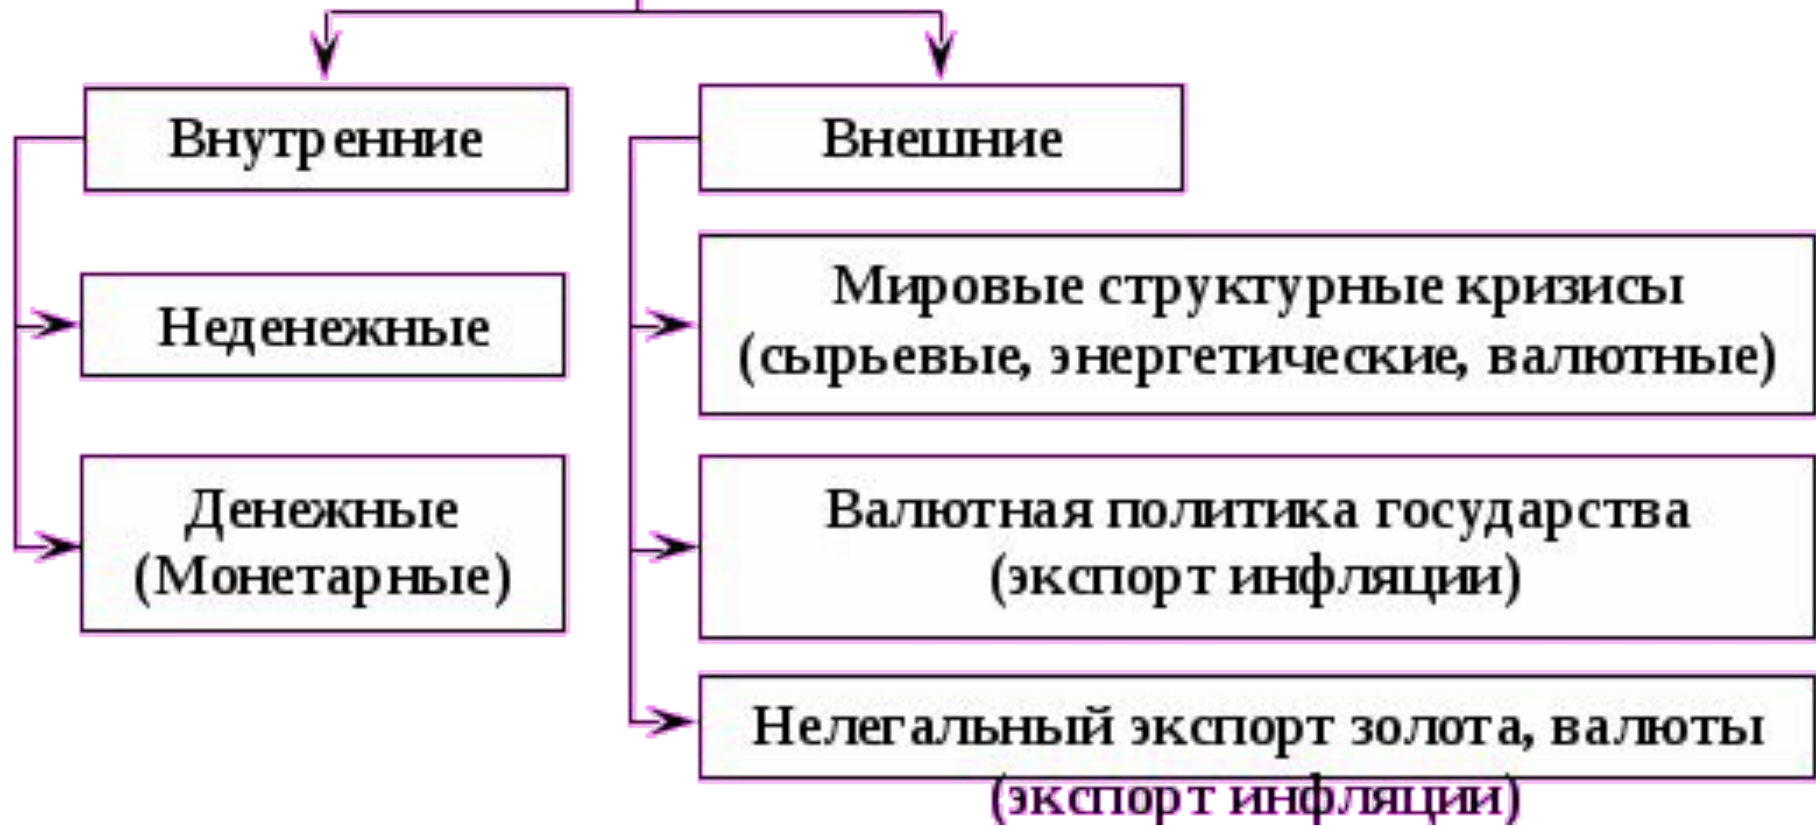 Внутренние
Внешние
Неденежные
Мировые структурные кризисы
(сырьевые, энергетические, валютные)
Денежные
(Монетарные)
Валютная политика государства
(экспорт инфляции)
Нелегальный экспорт золота, валюты
(экспорт инфляции)